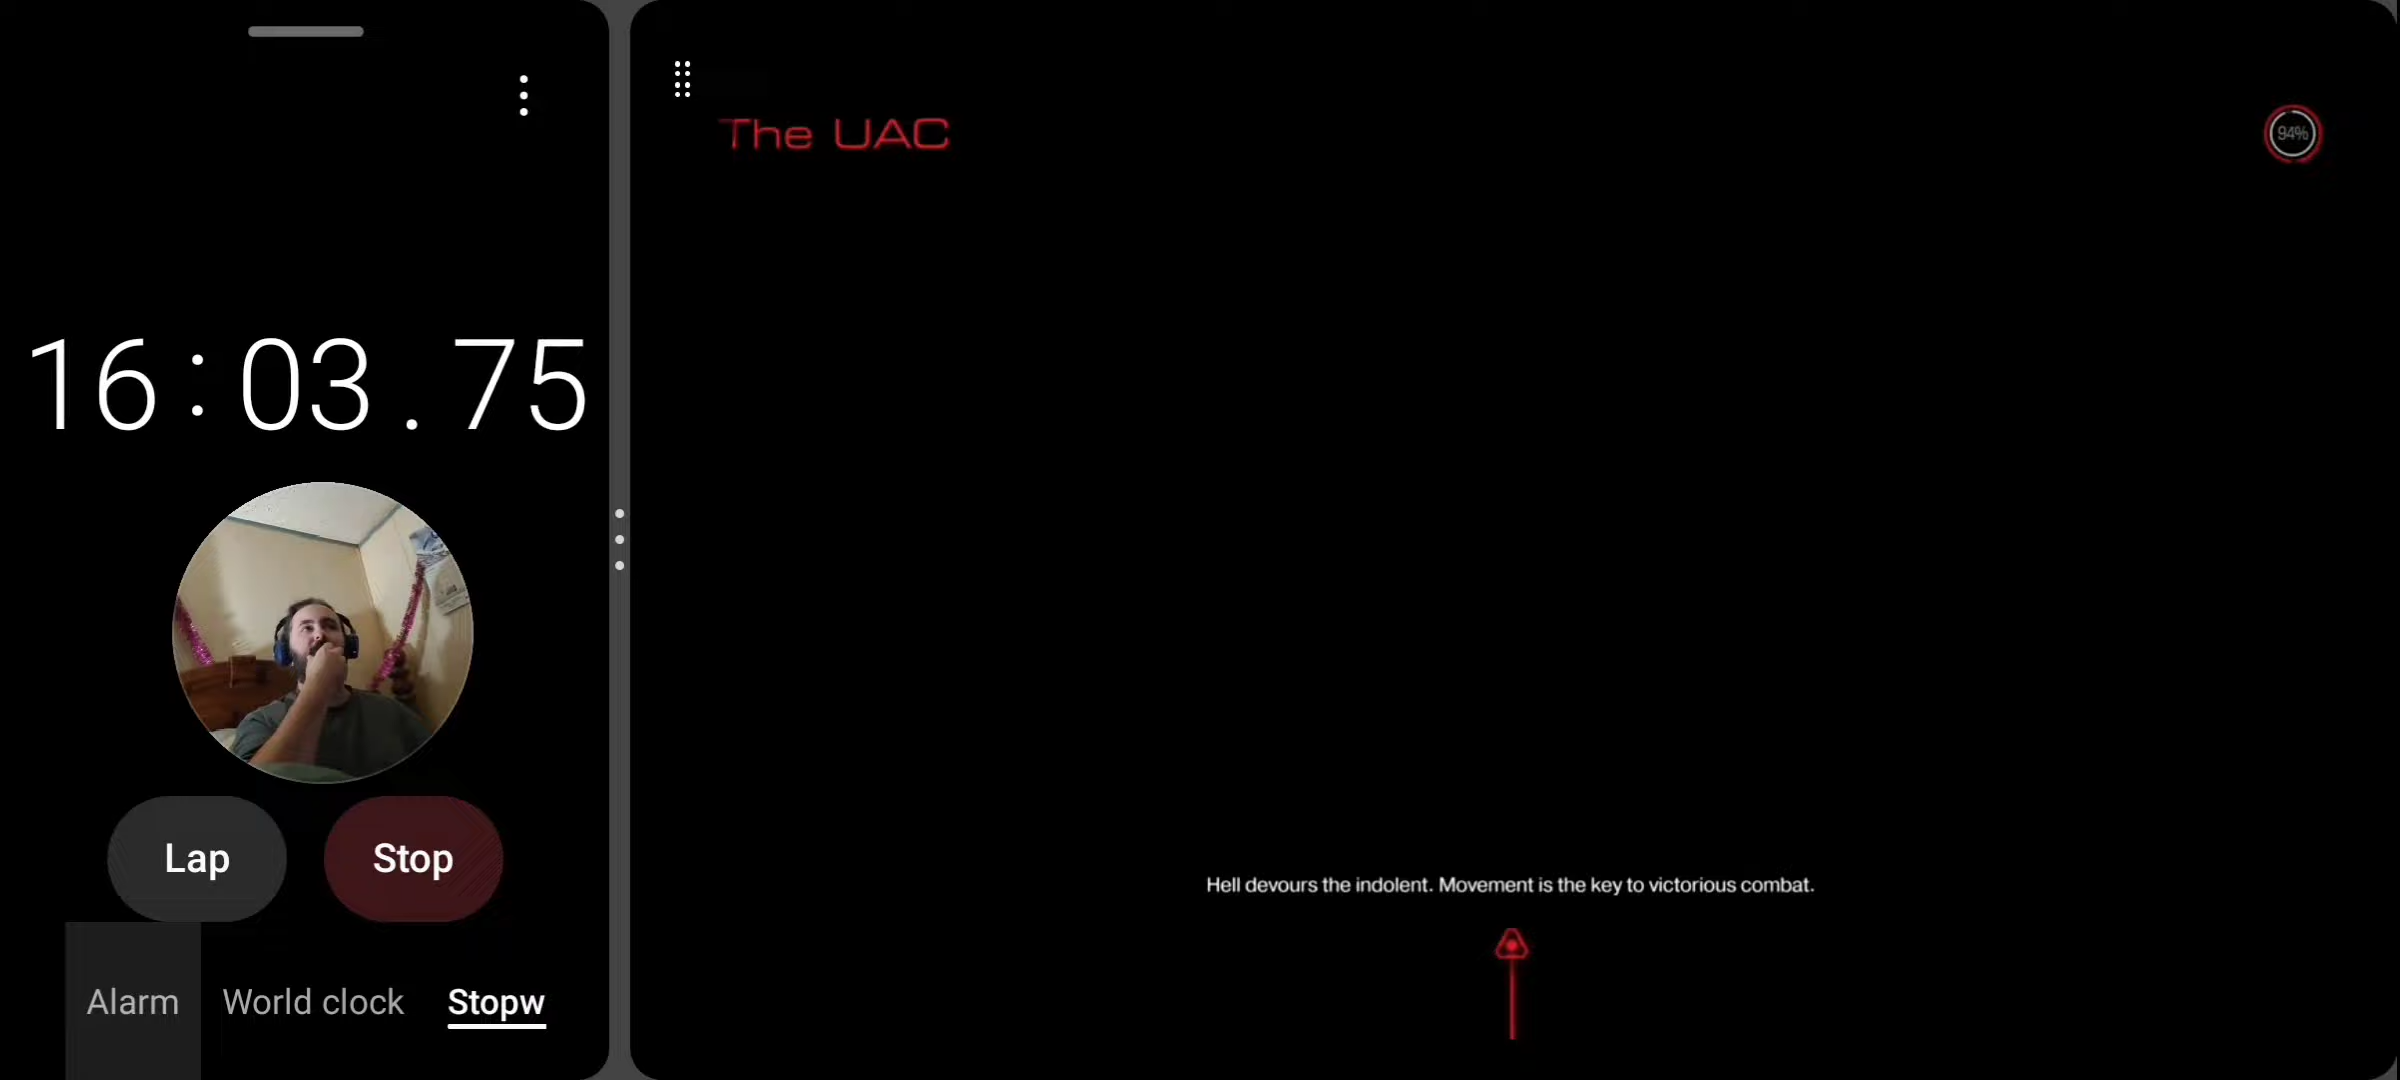 16:03.75
Lap
Stop
Alarm
World clock
Stopw
The UAC
94%
Hell devours the indolent. Movement is the key to victorious combat.